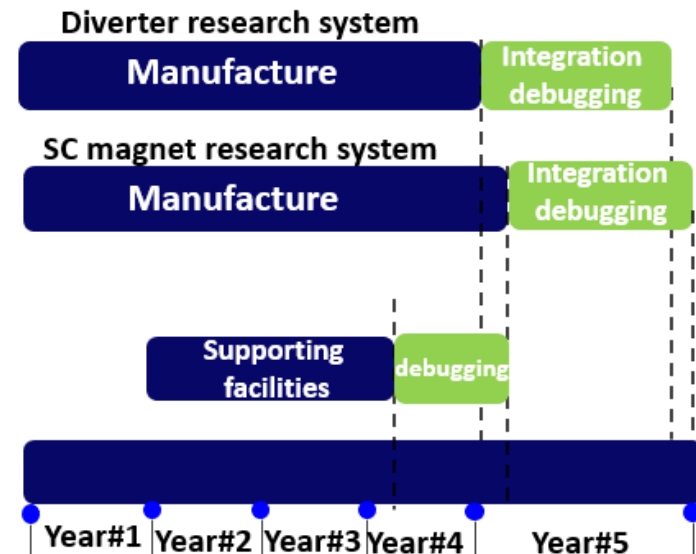 Diverter research system
Manufacture
Integration
debugging
SC magnet research system
Manufacture
Integration
debugging
Supporting
facilities
debugging
Year#1
Year#2
Year#3
Year#4
Year#5